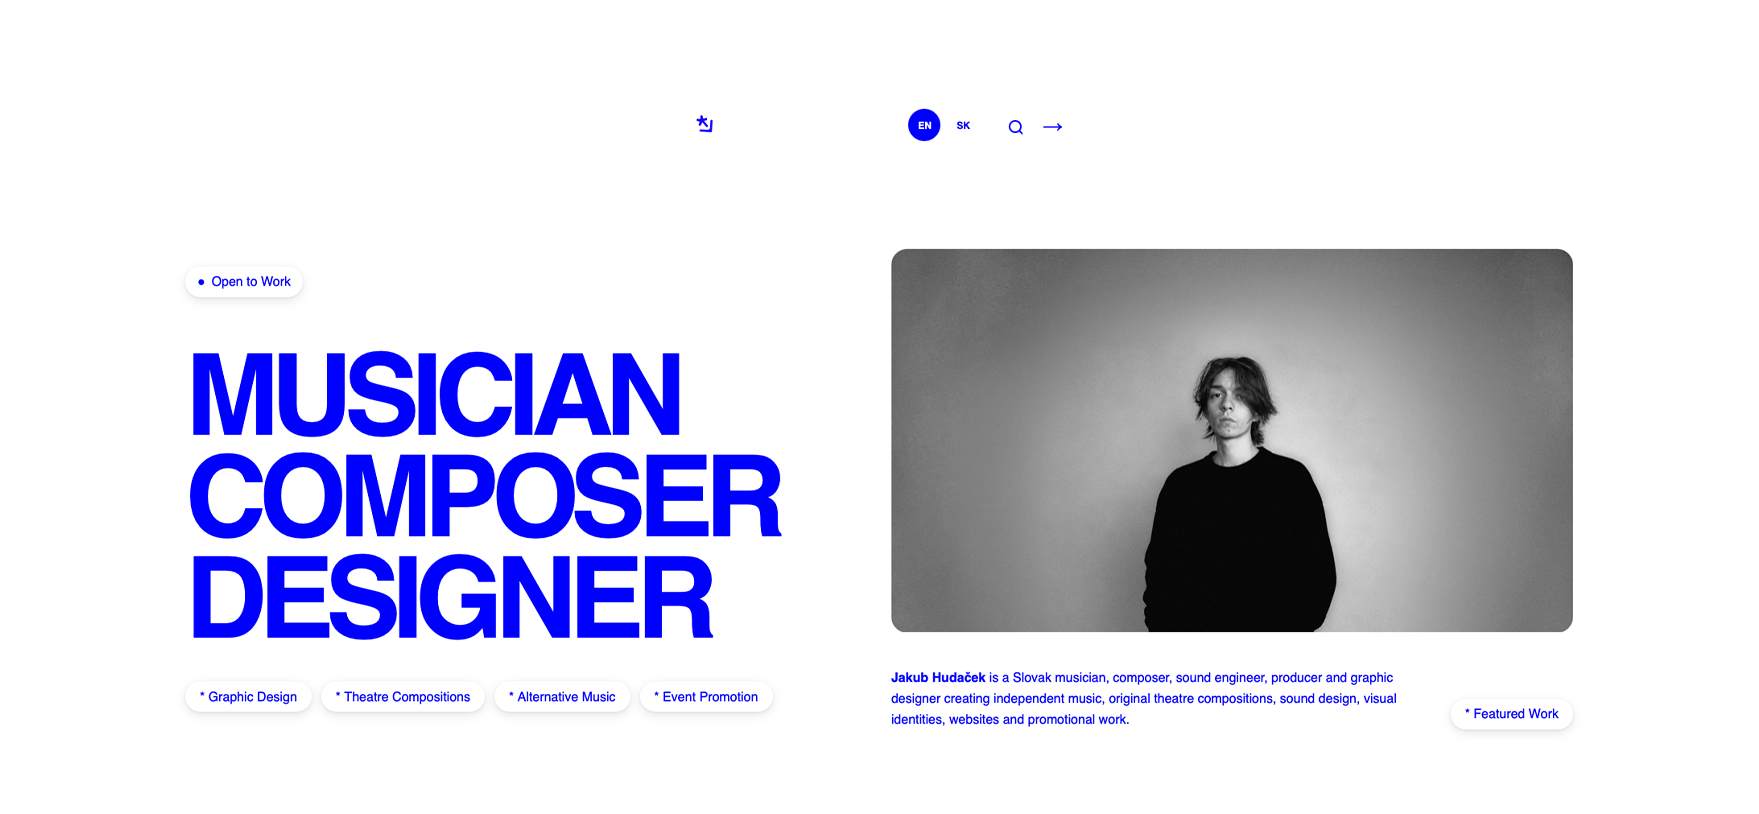 EN SK
Open to Work
MUSICIAN
COMPOSER
DESIGNER
* Graphic Design
* Theatre Compositions
* Alternative Music
* Event Promotion
Jakub Hudaček is a Slovak musician, composer, sound engineer, producer and graphic
designer creating independent music, original theatre compositions, sound design, visual
identities, websites and promotional work.
* Featured Work